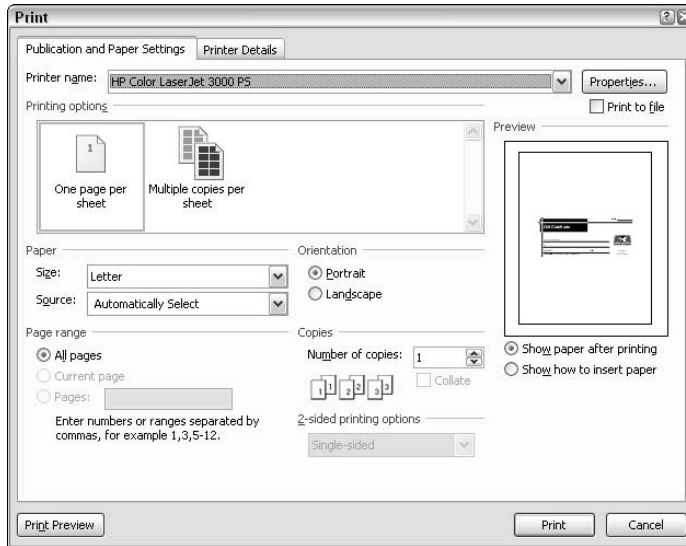 Print
Publication and Paper Settings
Printer Details
Printer name:
HP Color LaserJet 3000 PS
Properties...
Print to file
Printing options
1
One page per
sheet
Multiple copies per
sheet
Preview
Paper
Size:
Letter
Source:
Automatically Select
Orientation
Portrait
Landscape
Page range
All pages
Current page
Pages:
Enter numbers or ranges separated by
commas, for example 1,3,5-12.
Copies
Number of copies:
1
1 1 2 2 3 3
Collate
2-sided printing options
Single-sided
Show paper after printing
Show how to insert paper
Print Preview
Print
Cancel